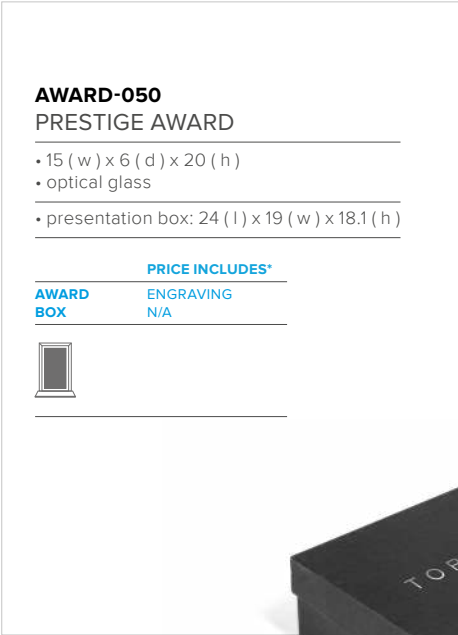 AWARD-050
PRESTIGE AWARD
• 15 ( w ) x 6 ( d ) x 20 ( h )
• optical glass
• presentation box: 24 ( l ) x 19 ( w ) x 18.1 ( h )
PRICE INCLUDES*
AWARD ENGRAVING
BOX N/A